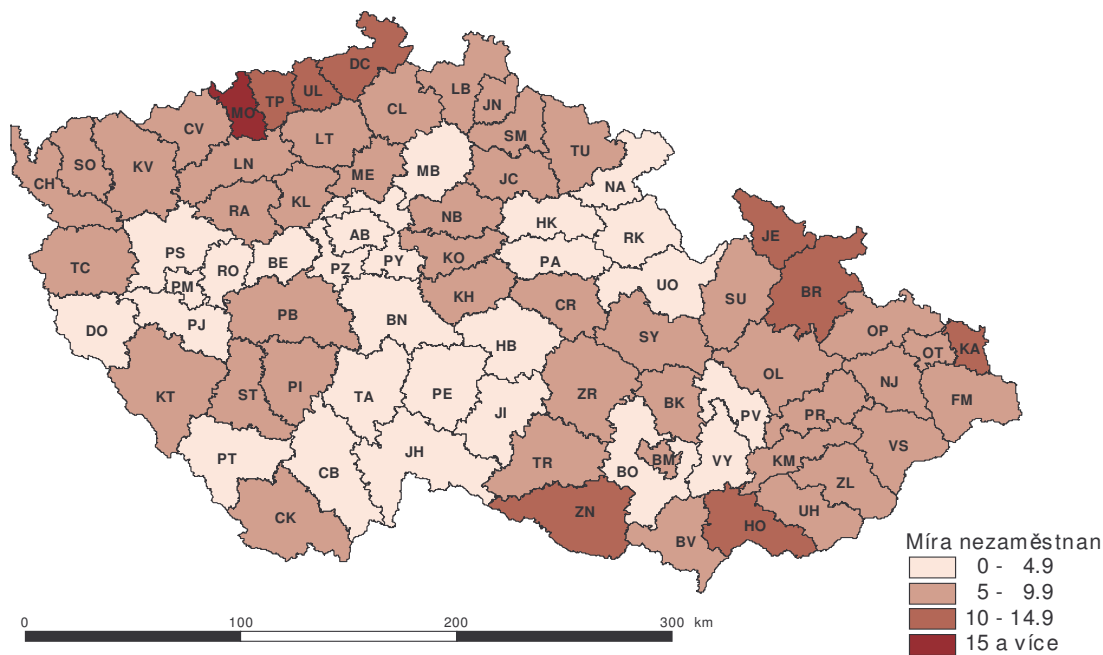 DC
LB
TP
UL
JN
MO
CL
CV
SM
LT
TU
SO
KV
LN
ME
MB
JC
NA
CH
RA
KL
NB
HK
AB
RK
JE
PS
RO
BE
PZ
PY
KO
PA
TC
PM
UO
SU
BR
KH
CR
PB
BN
OP
DO
PJ
HB
SY
OT
KA
OL
NJ
KT
ST
PI
TA
PE
JI
ZR
BK
PV
PR
FM
VS
PT
CB
JH
TR
BO
BM
VY
KM
ZL
CK
ZN
HO
UH
BV
Míra nezaměstnan
0 - 4.9
5 - 9.9
10 - 14.9
15 a více
0 100 200 300 km